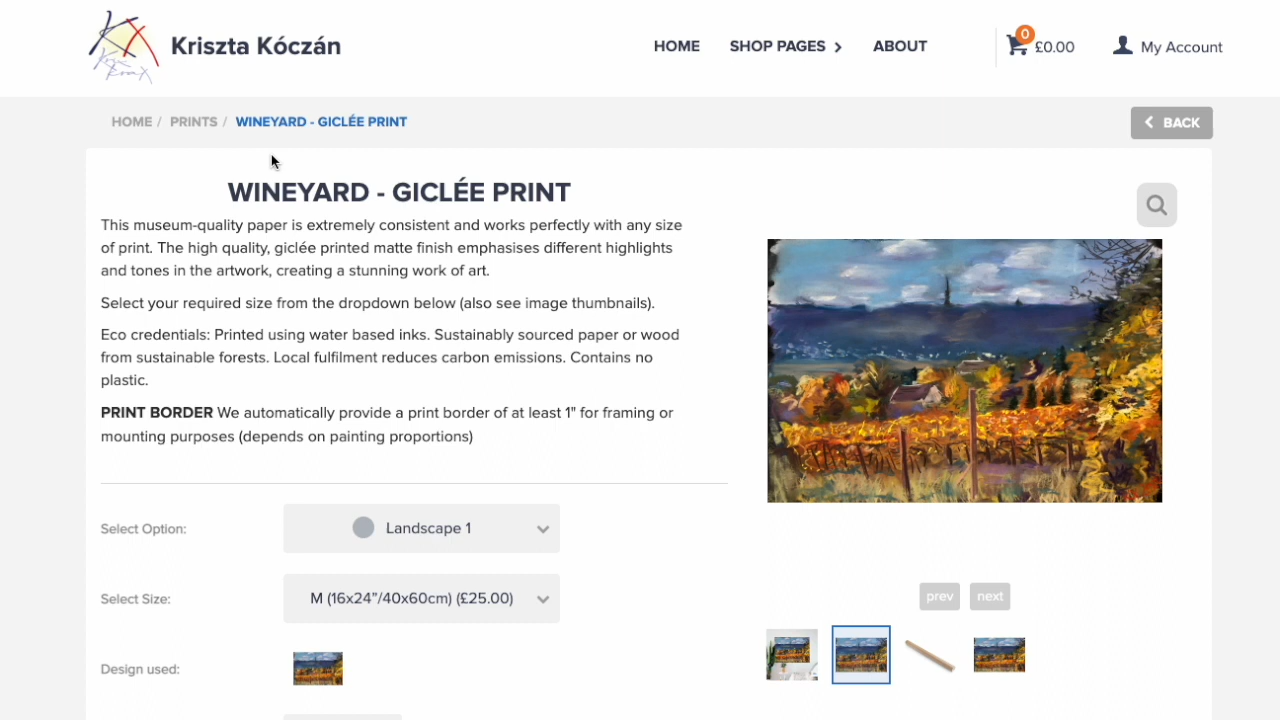 Kriszta Kóczán
HOME
SHOP PAGES
ABOUT
0
£0.00
My Account
HOME / PRINTS / WINEYARD - GICLÉE PRINT
BACK
WINEYARD - GICLÉE PRINT
This museum-quality paper is extremely consistent and works perfectly with any size
of print. The high quality, giclée printed matte finish emphasises different highlights
and tones in the artwork, creating a stunning work of art.
Select your required size from the dropdown below (also see image thumbnails).
Eco credentials: Printed using water based inks. Sustainably sourced paper or wood
from sustainable forests. Local fulfilment reduces carbon emissions. Contains no
plastic.
PRINT BORDER We automatically provide a print border of at least 1" for framing or
mounting purposes (depends on painting proportions)
Select Option:
Landscape 1
Select Size:
M (16x24”/40x60cm) (£25.00)
Design used:
prev
next